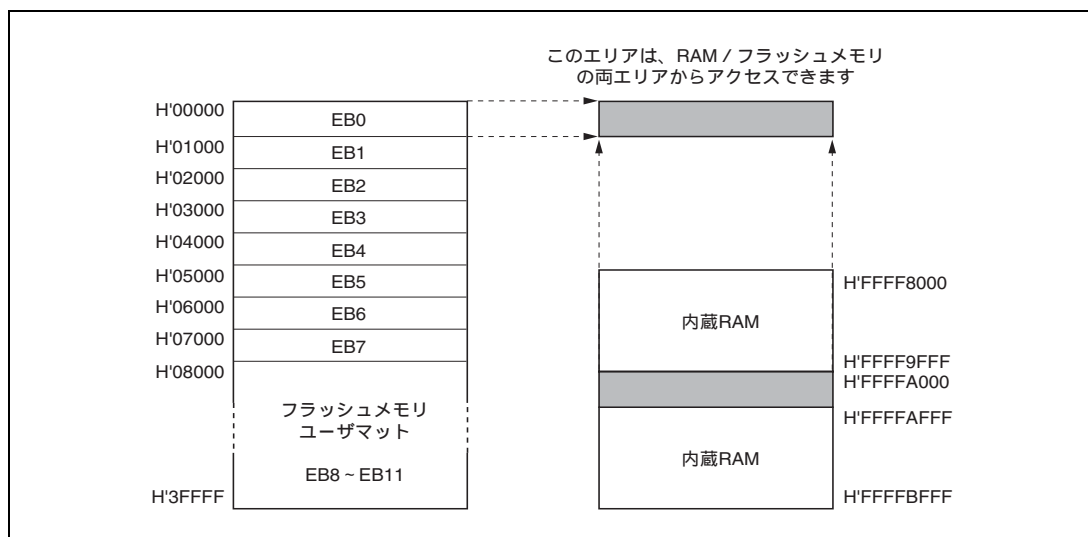 このエリアは、RAM / フラッシュメモリ
の両エリアからアクセスできます
H'00000
EB0
H'01000
EB1
H'02000
EB2
H'03000
EB3
H'04000
EB4
H'05000
EB5
H'06000
EB6
H'07000
EB7
H'08000
フラッシュメモリ
ユーザマット
EB8 ~ EB11
H'3FFFF
H'FFFF8000
内蔵RAM
H'FFFF9FFF
H'FFFFA000
H'FFFFAFFF
内蔵RAM
H'FFFFBFFF